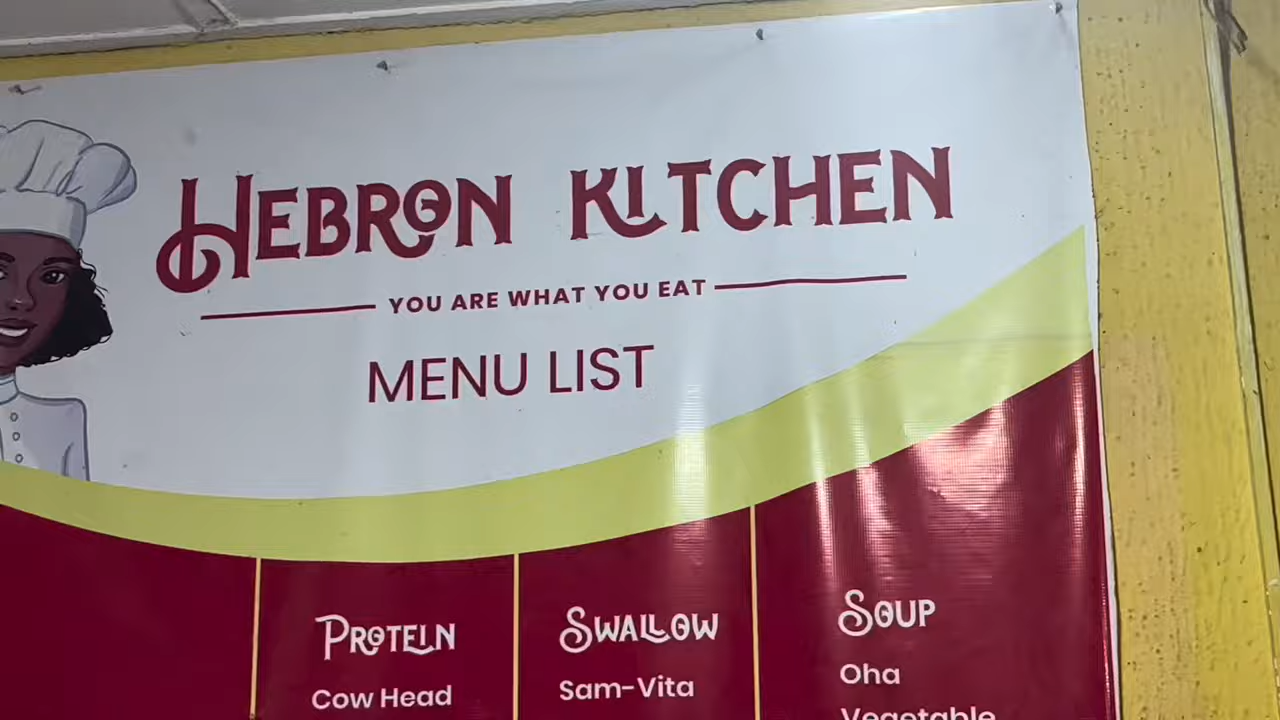 HEBRON KITCHEN
YOU ARE WHAT YOU EAT
MENU LIST
PROTEIN
Cow Head
SWALLOW
Sam-Vita
SOUP
Oha
Vegetable